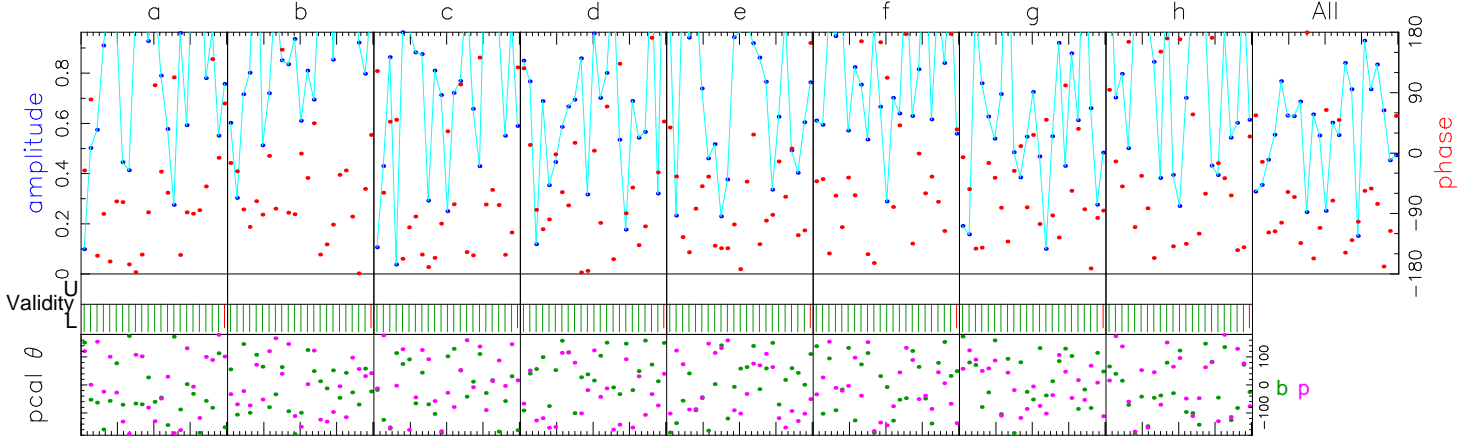 a b c d e f g h All
amplitude
0 0.2 0.4 0.6 0.8
phase
180 90 0 -90 -180
Validity
U
L
pcal θ
100 0 -100
b p